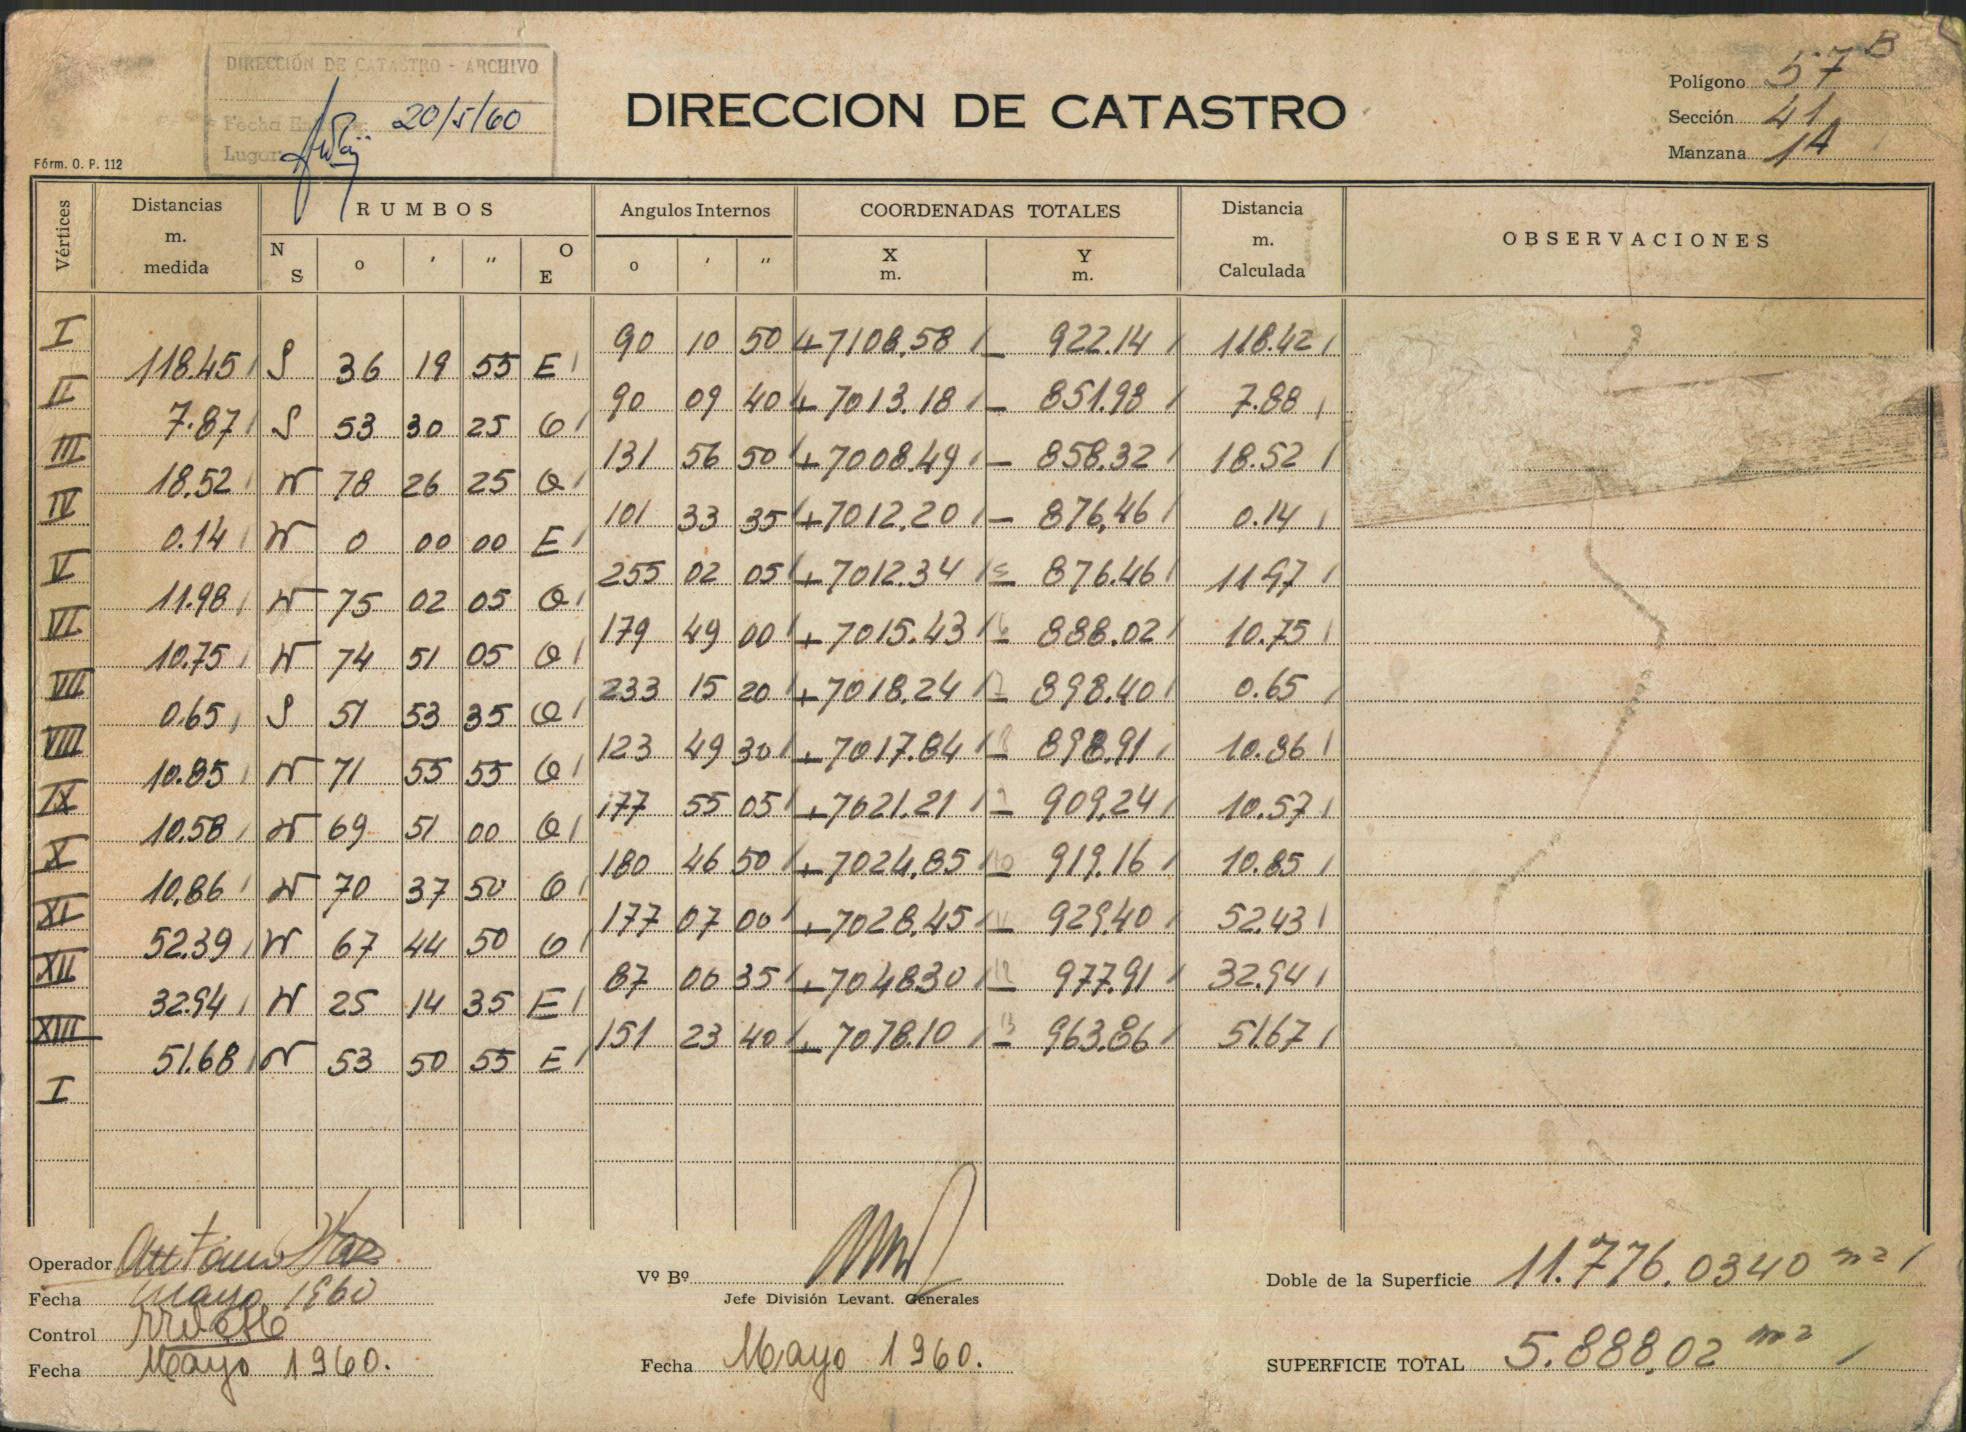 DIRECCIÓN DE CATASTRO - ARCHIVO
Fecha
20/5/60
Lugar
DIRECCION DE CATASTRO
Polígono 57 B
Sección 41
Manzana 14
Fórm. O. P. 112
Vértices
Distancias
m.
medida
RUMBOS
N S ° ' " O E
Angulos Internos
° ' "
COORDENADAS TOTALES
X
m.
Y
m.
Distancia
m.
Calculada
OBSERVACIONES
I 90 10 50 + 7108.58 - 922.14 118.42
118.45 S 36 19 55 E
II 90 09 40 + 7013.18 - 851.98 7.88
7.87 S 53 30 25 O
III 131 56 50 + 7008.49 - 858.32 18.52
18.52 N 78 26 25 O
IV 101 33 35 + 7012.20 - 876.46 0.14
0.14 N 0 00 00 E
V 255 02 05 + 7012.34 - 876.46 11.97
11.98 N 75 02 05 O
VI 179 49 00 + 7015.43 - 888.02 10.75
10.75 N 74 51 05 O
VII 233 15 20 + 7018.24 - 898.40 0.65
0.65 S 51 53 35 O
VIII 123 49 30 + 7017.84 - 898.91 10.86
10.85 N 71 55 55 O
IX 177 55 05 + 7021.21 - 909.24 10.57
10.58 N 69 51 00 O
X 180 46 50 + 7024.85 - 919.16 10.85
10.86 N 70 37 50 O
XI 177 07 00 + 7028.45 - 929.40 52.43
52.39 N 67 44 50 O
XII 87 00 35 + 7048.30 - 977.91 32.94
32.94 N 25 14 35 E
XIII 151 23 40 + 7078.10 - 963.86 51.67
51.68 N 53 50 55 E
I
Operador Antonio
Fecha Mayo 1960
Control
Fecha Mayo 1960.
Vº Bº
Jefe División Levant. Generales
Fecha Mayo 1960.
Doble de la Superficie 11.776.0340 m2
SUPERFICIE TOTAL 5.888,02 m2